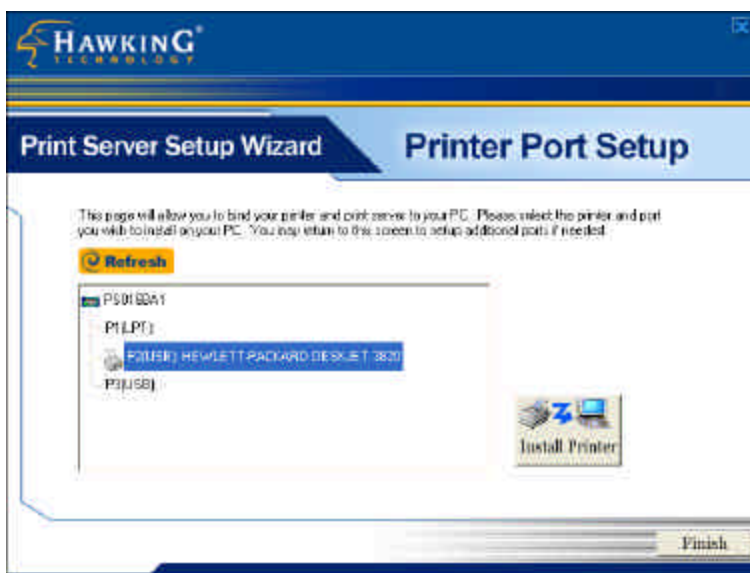 HAWKING
TECHNOLOGY
Print Server Setup Wizard
Printer Port Setup
This page will allow you to bind your printer and print server to your PC. Please select the printer and port
you wish to install on your PC. You may return to this screen to setup additional ports if needed.
Refresh
P1(LPT)
P2(USB) HEWLETT-PACKARD DESKJET 3820
P3(USB)
Install Printer
Finish